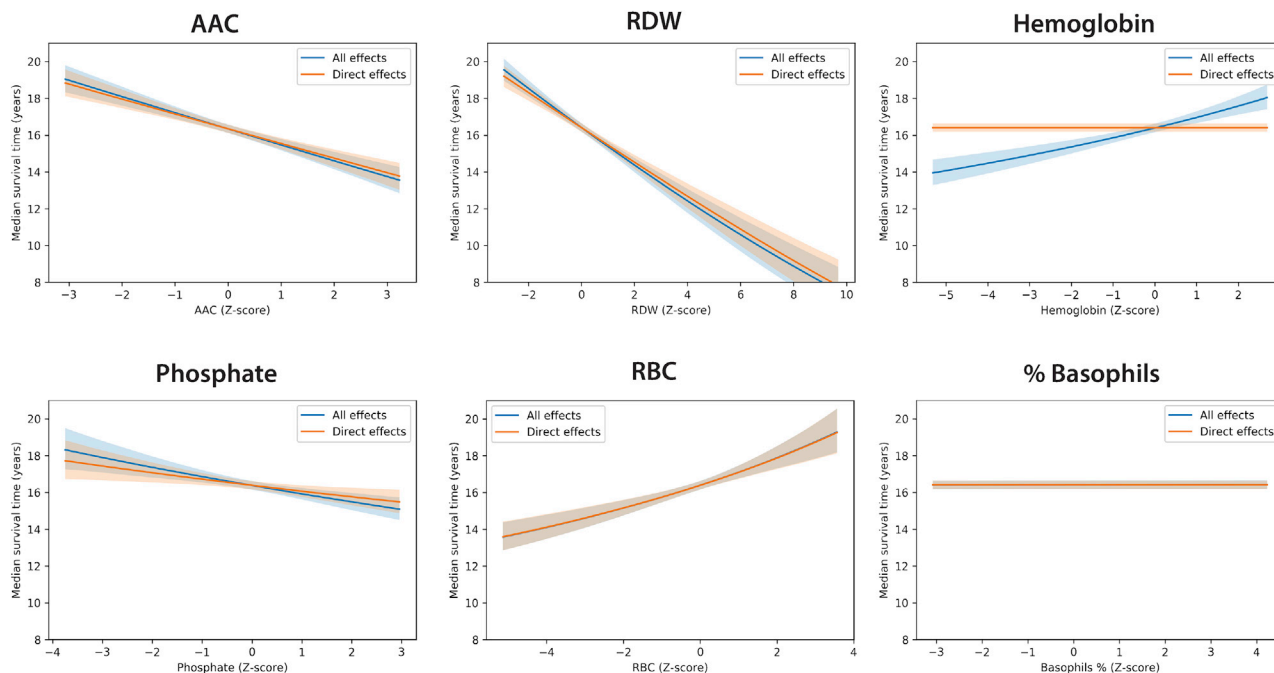 AAC
RDW
Hemoglobin
20
18
16
14
12
10
8
Median survival time (years)
All effects
Direct effects
−3
−2
−1
0
1
2
3
AAC (Z-score)
20
18
16
14
12
10
8
Median survival time (years)
All effects
Direct effects
−2
0
2
4
6
8
10
RDW (Z-score)
20
18
16
14
12
10
8
Median survival time (years)
All effects
Direct effects
−5
−4
−3
−2
−1
0
1
2
Hemoglobin (Z-score)
Phosphate
RBC
% Basophils
21
20
18
16
14
12
10
8
Median survival time (years)
All effects
Direct effects
−4
−3
−2
−1
0
1
2
3
Phosphate (Z-score)
21
20
18
16
14
12
10
8
Median survival time (years)
All effects
Direct effects
−4
−2
0
2
4
RBC (Z-score)
21
20
18
16
14
12
10
8
Median survival time (years)
All effects
Direct effects
−3
−2
−1
0
1
2
3
4
Basophils % (Z-score)